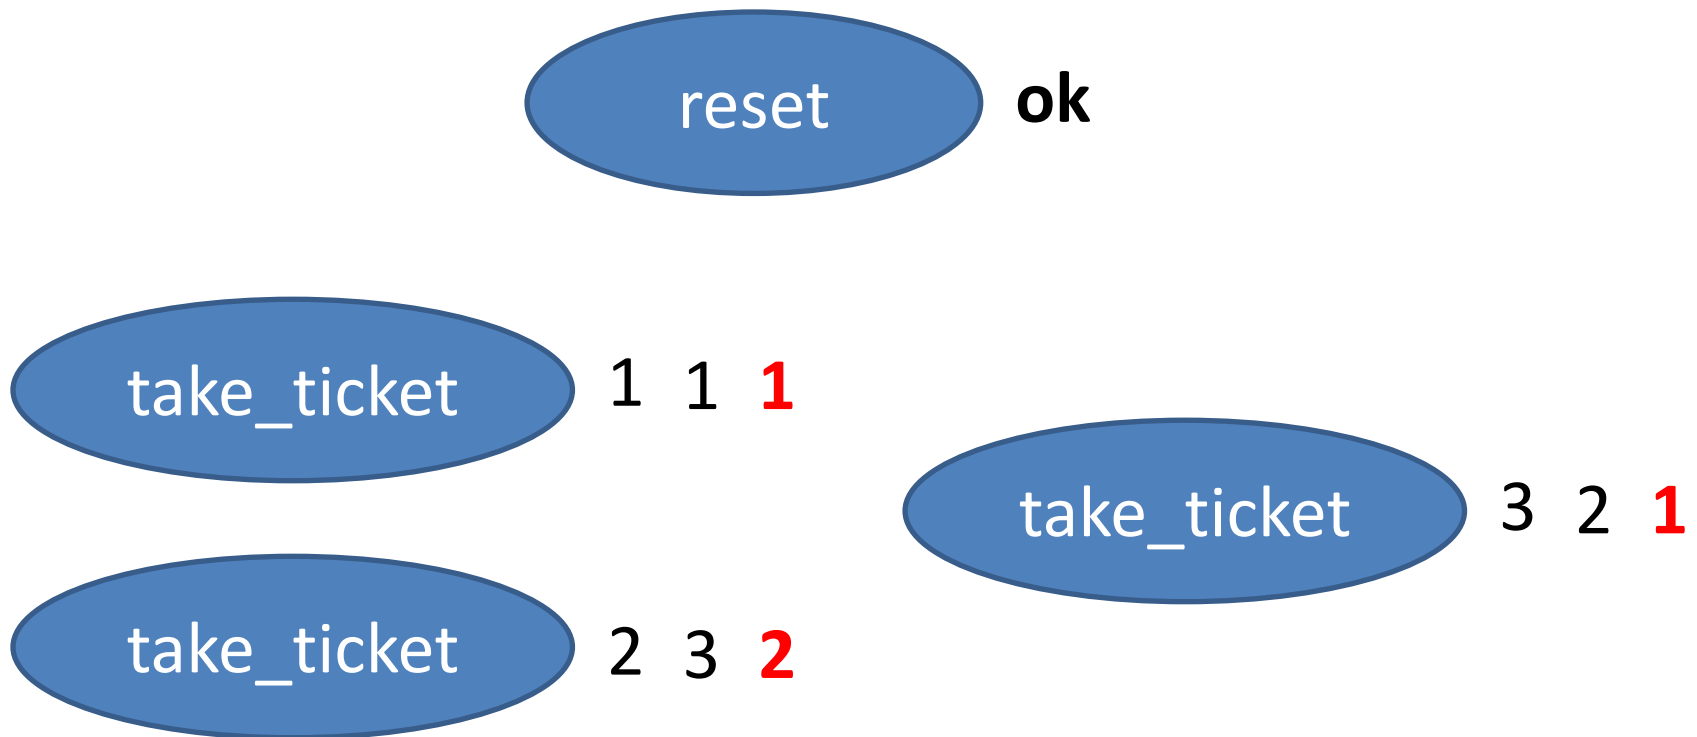 reset ok
take_ticket 1 1 1
take_ticket 3 2 1
take_ticket 2 3 2